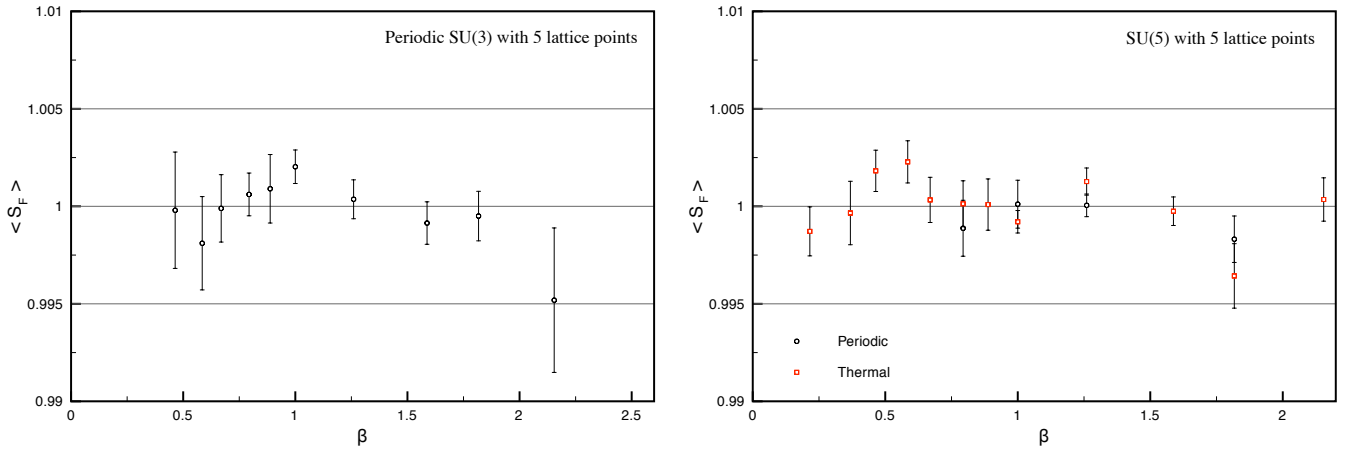 Periodic SU(3) with 5 lattice points
1.01
1.005
1
0.995
0.99
< S_F >
0 0.5 1 1.5 2 2.5
β
SU(5) with 5 lattice points
1.01
1.005
1
0.995
0.99
< S_F >
Periodic
Thermal
0 0.5 1 1.5 2
β